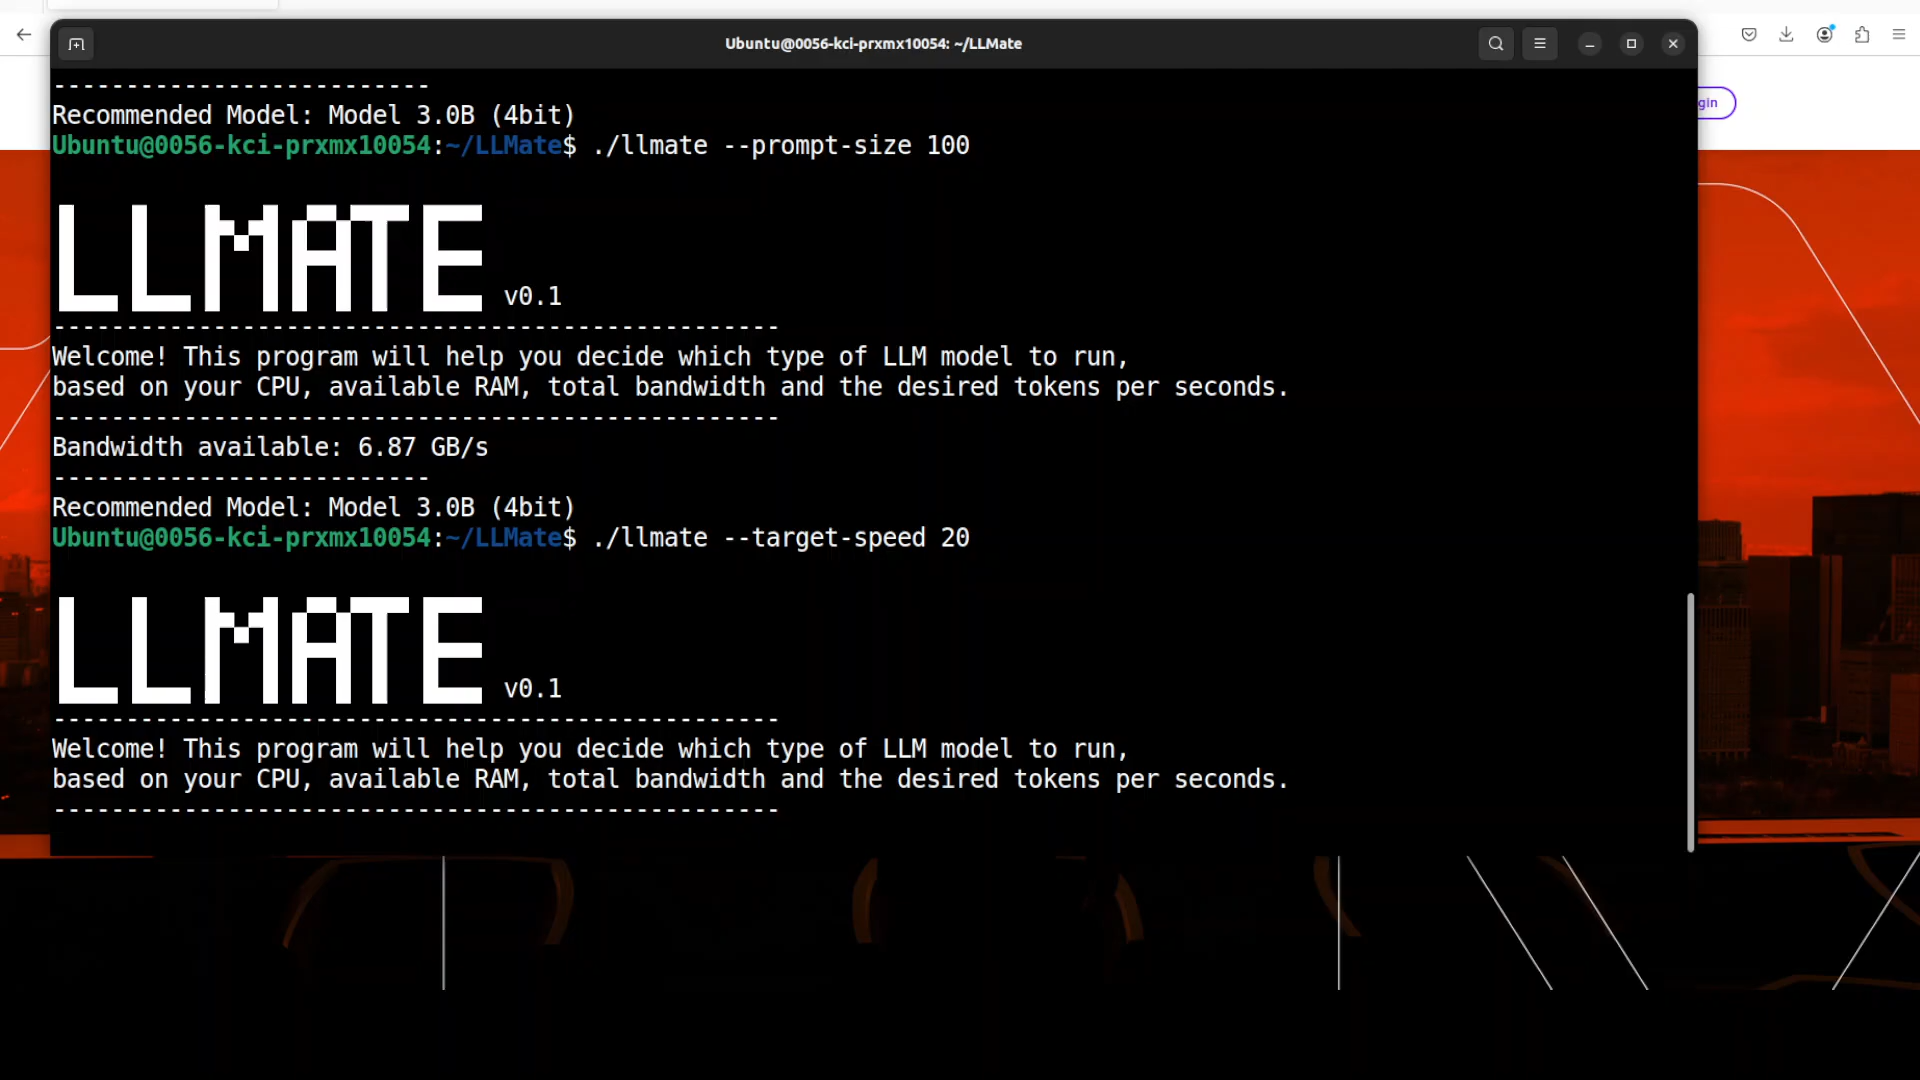 Ubuntu@0056-kci-prxmx10054: ~/LLMate
gin
--------------------------
Recommended Model: Model 3.0B (4bit)
Ubuntu@0056-kci-prxmx10054:~/LLMate$ ./llmate --prompt-size 100
LLMATE v0.1
--------------------------------------------------
Welcome! This program will help you decide which type of LLM model to run,
based on your CPU, available RAM, total bandwidth and the desired tokens per seconds.
--------------------------------------------------
Bandwidth available: 6.87 GB/s
--------------------------
Recommended Model: Model 3.0B (4bit)
Ubuntu@0056-kci-prxmx10054:~/LLMate$ ./llmate --target-speed 20
LLMATE v0.1
--------------------------------------------------
Welcome! This program will help you decide which type of LLM model to run,
based on your CPU, available RAM, total bandwidth and the desired tokens per seconds.
--------------------------------------------------